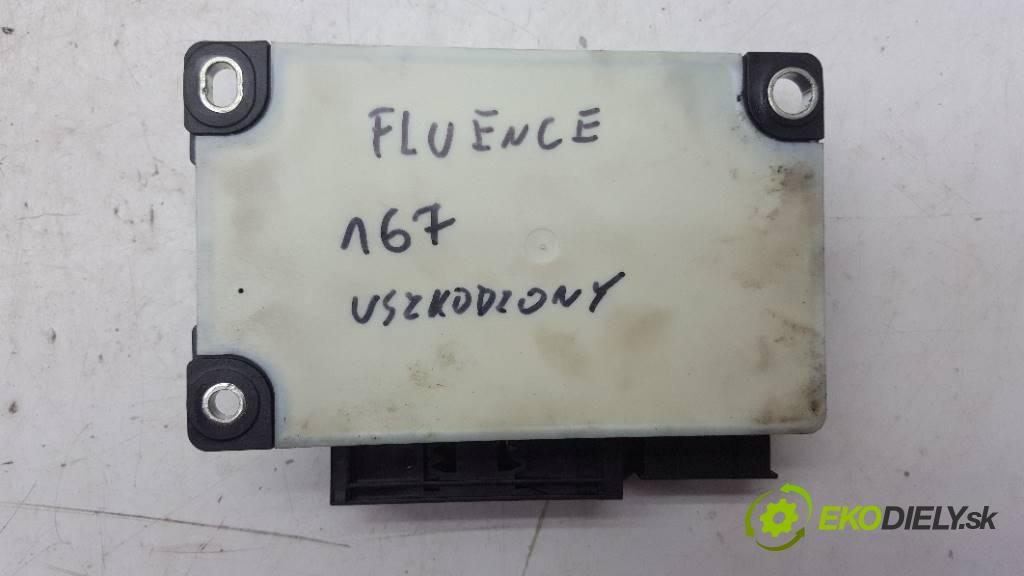 FLUENCE
167
USZKODZONY
EKODIELY.sk